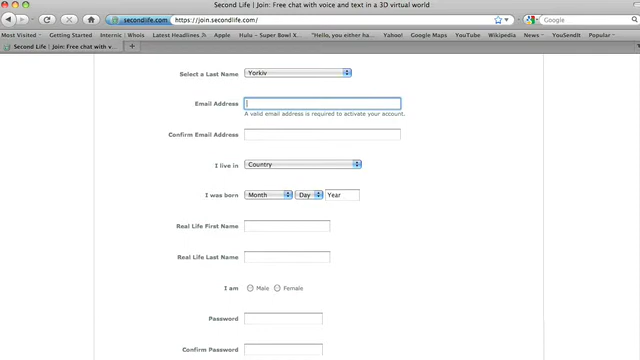 Second Life | Join: Free chat with voice and text in a 3D virtual world
secondlife.com https://join.secondlife.com/ Google
Most Visited Getting Started Internic | Whois Latest Headlines Apple Hulu – Super Bowl X... "Hello, you either ha... Yahoo! Google Maps YouTube Wikipedia News YouSendIt Popular
Second Life | Join: Free chat with v...
Select a Last Name Yorkiv
Email Address
A valid email address is required to activate your account.
Confirm Email Address
I live in Country
I was born Month Day Year
Real Life First Name
Real Life Last Name
I am Male Female
Password
Confirm Password